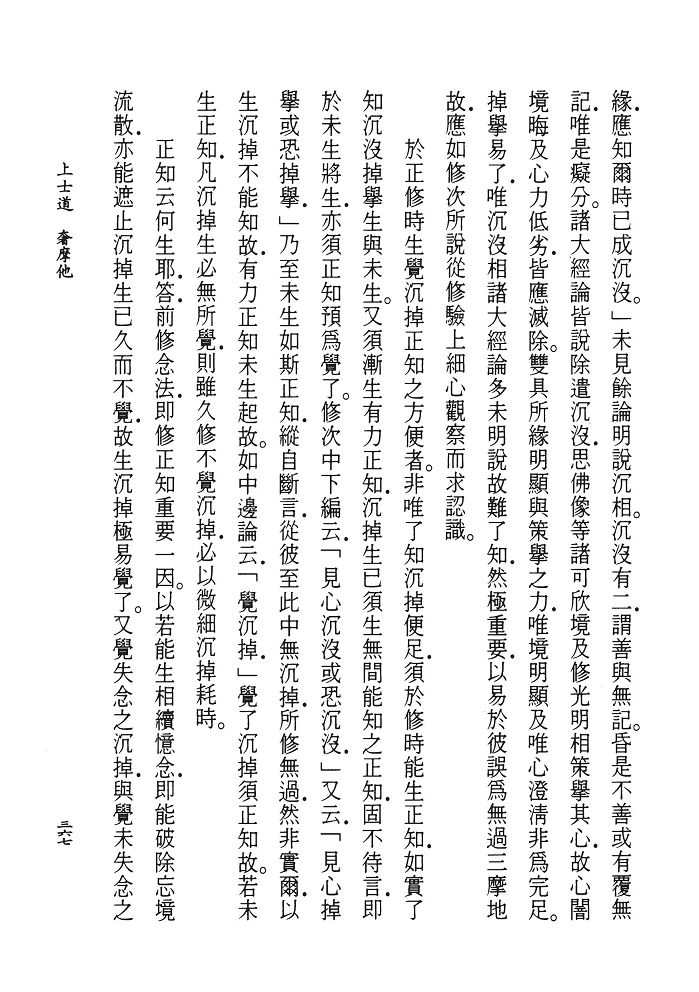 緣．應知爾時已成沉沒。」未見餘論明說沉相。沉沒有二．謂善與無記。昏是不善或有覆無
記．唯是癡分。諸大經論皆說除遣沉沒．思佛像等諸可欣境及修光明相策擧其心．故心闇
境晦及心力低劣．皆應滅除。雙具所緣明顯與策擧之力．唯境明顯及唯心澄淸非爲完足。
掉擧易了．唯沉沒相諸大經論多未明說故難了知．然極重要．以易於彼誤爲無過三摩地
故．應如修次所說從修驗上細心觀察而求認識。
於正修時生覺沉掉正知之方便者。非唯了知沉掉便足．須於修時能生正知．如實了
知沉沒掉擧生與未生。又須漸生有力正知．沉掉生已須生無間能知之正知．固不待言．卽
於未生將生．亦須正知預爲覺了。修次中下編云．「見心沉沒或恐沉沒．」又云．「見心掉
擧或恐掉擧．」乃至未生如斯正知．縱自斷言．從彼至此中無沉掉．所修無過．然非實爾．以
生沉掉不能知故．有力正知未生起故。如中邊論云．「覺沉掉．」覺了沉掉須正知故。若未
生正知．凡沉掉生必無所覺．則雖久修不覺沉掉．必以微細沉掉耗時。
正知云何生耶．答．前修念法．卽修正知重要一因。以若能生相續憶念．卽能破除忘境
流散．亦能遮止沉掉生已久而不覺．故生沉掉極易覺了。又覺失念之沉掉．與覺未失念之
上士道　奢摩他
三六七